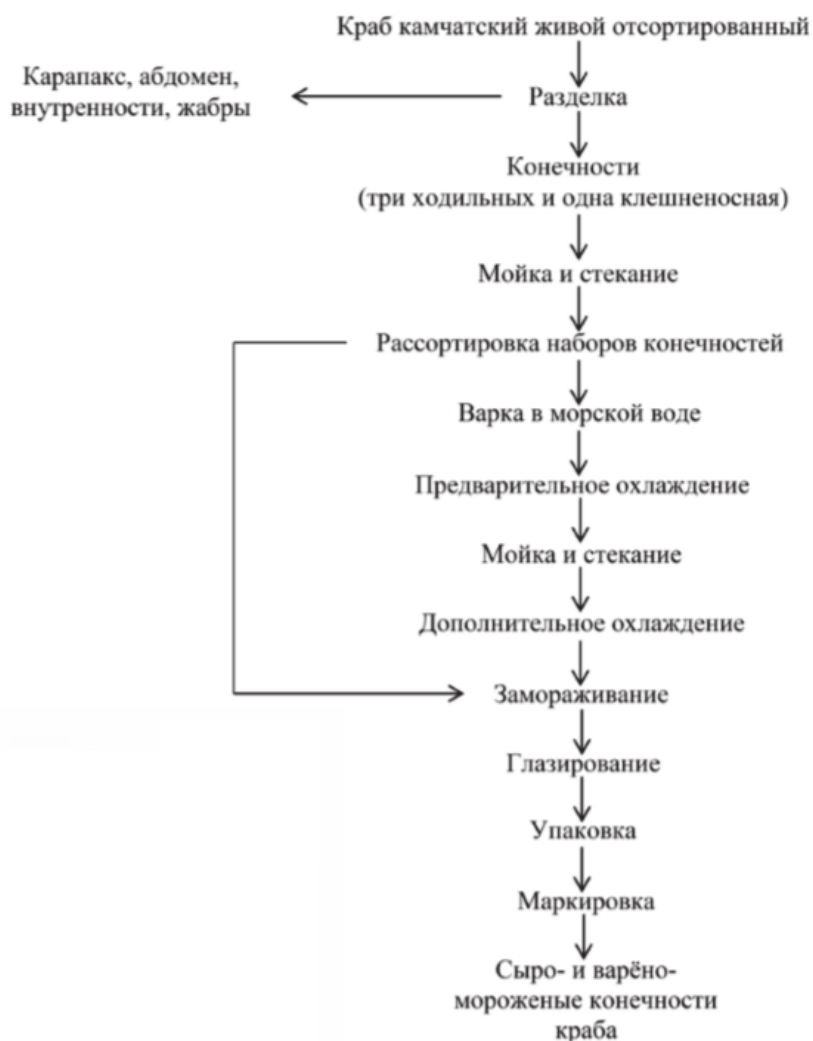 Краб камчатский живой отсортированный
Карапакс, абдомен,
внутренности, жабры
Разделка
Конечности
(три ходильных и одна клешненосная)
Мойка и стекание
Рассортировка наборов конечностей
Варка в морской воде
Предварительное охлаждение
Мойка и стекание
Дополнительное охлаждение
Замораживание
Глазирование
Упаковка
Маркировка
Сыро- и варёно-
мороженые конечности
краба